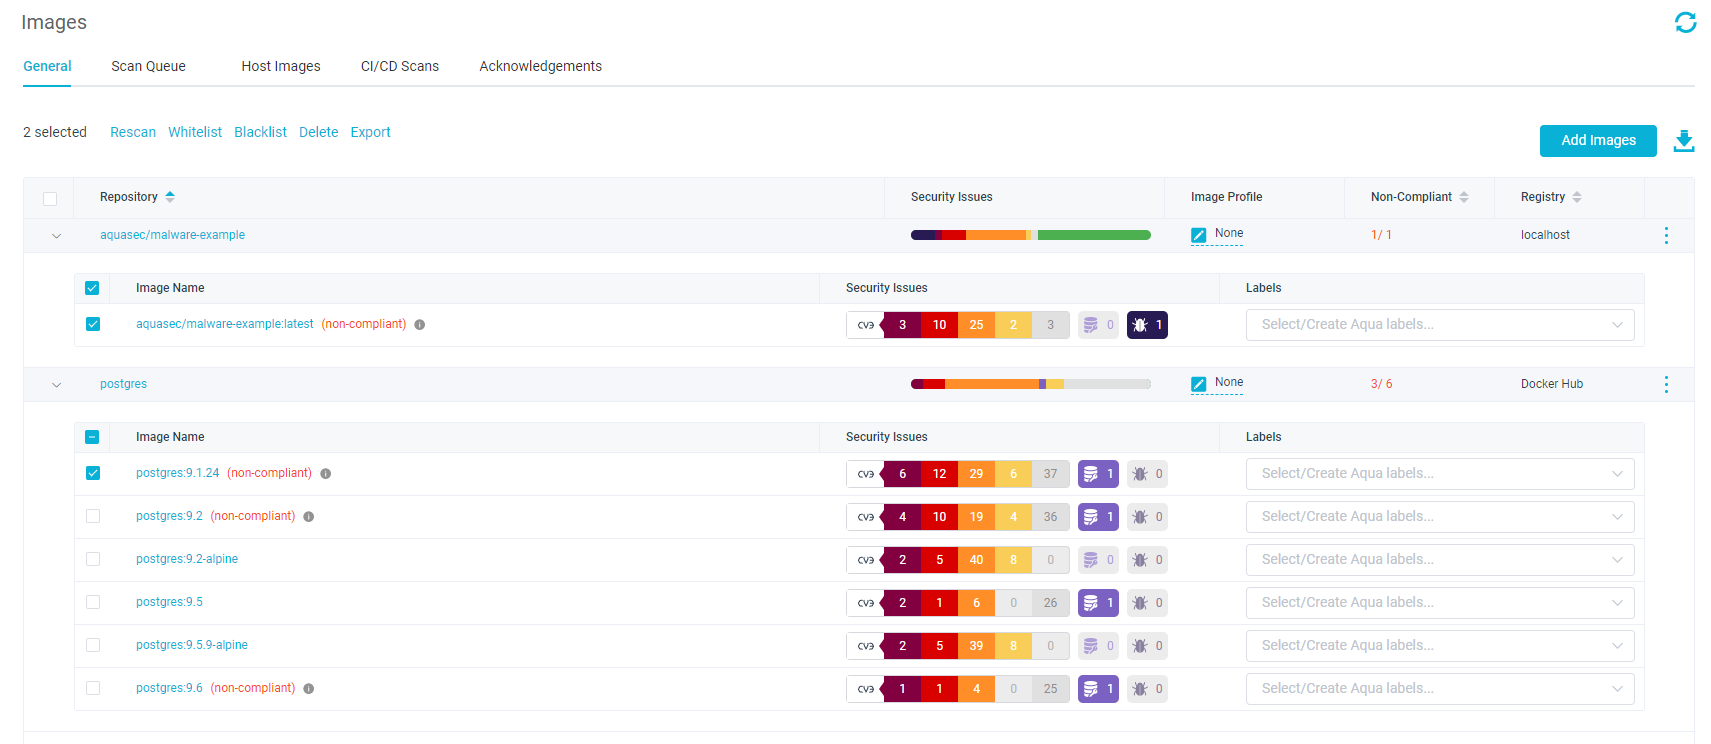 Images
General Scan Queue Host Images CI/CD Scans Acknowledgements
2 selected Rescan Whitelist Blacklist Delete Export
Add Images
Repository Security Issues Image Profile Non-Compliant Registry
aquasec/malware-example None 1/ 1 localhost
Image Name Security Issues Labels
aquasec/malware-example:latest (non-compliant) CVE 3 10 25 2 3 0 1 Select/Create Aqua labels...
postgres None 3/ 6 Docker Hub
Image Name Security Issues Labels
postgres:9.1.24 (non-compliant) CVE 6 12 29 6 37 1 0 Select/Create Aqua labels...
postgres:9.2 (non-compliant) CVE 4 10 19 4 36 1 0 Select/Create Aqua labels...
postgres:9.2-alpine CVE 2 5 40 8 0 0 0 Select/Create Aqua labels...
postgres:9.5 CVE 2 1 6 0 26 1 0 Select/Create Aqua labels...
postgres:9.5.9-alpine CVE 2 5 39 8 0 0 0 Select/Create Aqua labels...
postgres:9.6 (non-compliant) CVE 1 1 4 0 25 1 0 Select/Create Aqua labels...